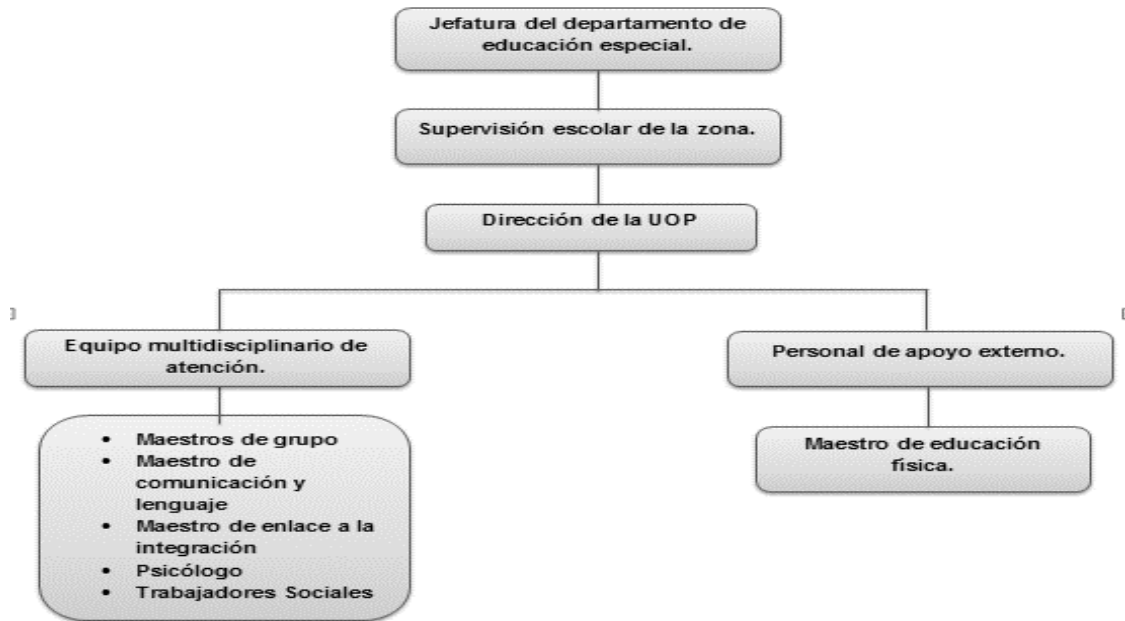 Jefatura del departamento de
educación especial.
Supervisión escolar de la zona.
Dirección de la UOP
Equipo multidisciplinario de
atención.
Personal de apoyo externo.
• Maestros de grupo
• Maestro de
comunicación y
lenguaje
• Maestro de enlace a la
integración
• Psicólogo
• Trabajadores Sociales
Maestro de educación
física.